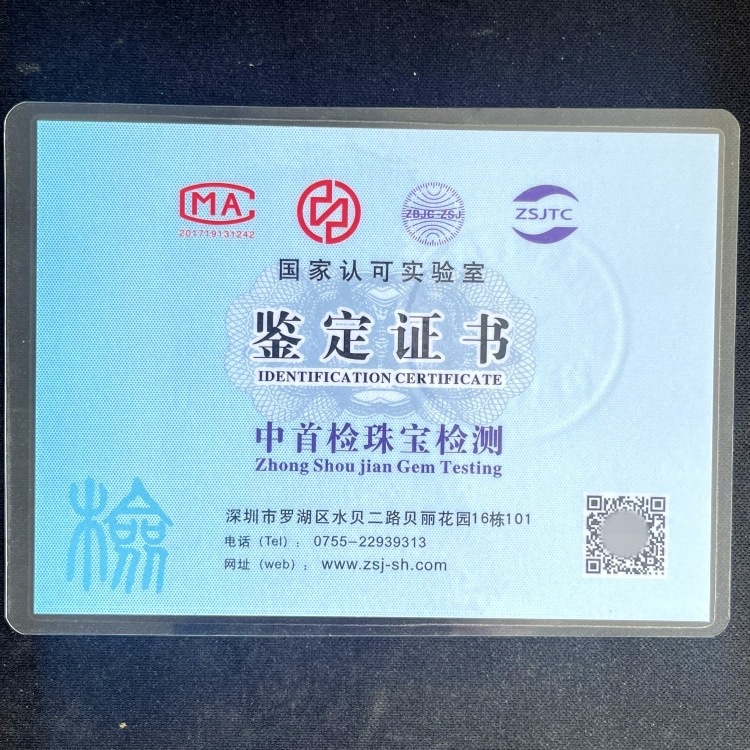 MA
201719131242
ZBJC-ZSJ
ZSJTC
国家认可实验室
鉴定证书
IDENTIFICATION CERTIFICATE
中首检珠宝检测
Zhong Shou jian Gem Testing
檢
深圳市罗湖区水贝二路贝丽花园16栋101
电话（Tel）： 0755-22939313
网址（web）： www.zsj-sh.com